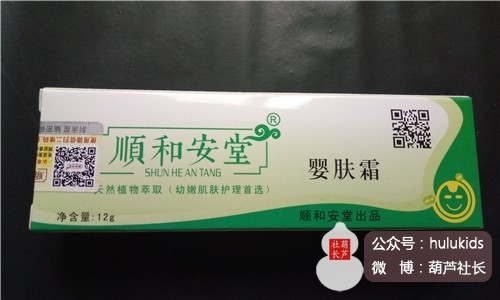 順和安堂®
SHUN HE AN TANG
天然植物萃取（幼嫩肌肤护理首选）
净含量:12g
婴肤霜
順和安堂出品
葫芦
社长
公众号：hulukids
微 博：葫芦社长